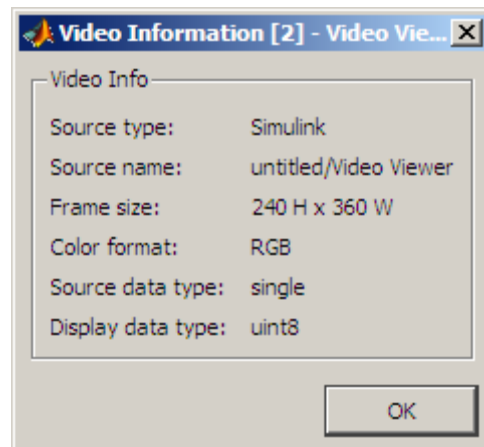 Video Information [2] - Video Vie...
Video Info
Source type: Simulink
Source name: untitled/Video Viewer
Frame size: 240 H x 360 W
Color format: RGB
Source data type: single
Display data type: uint8
OK